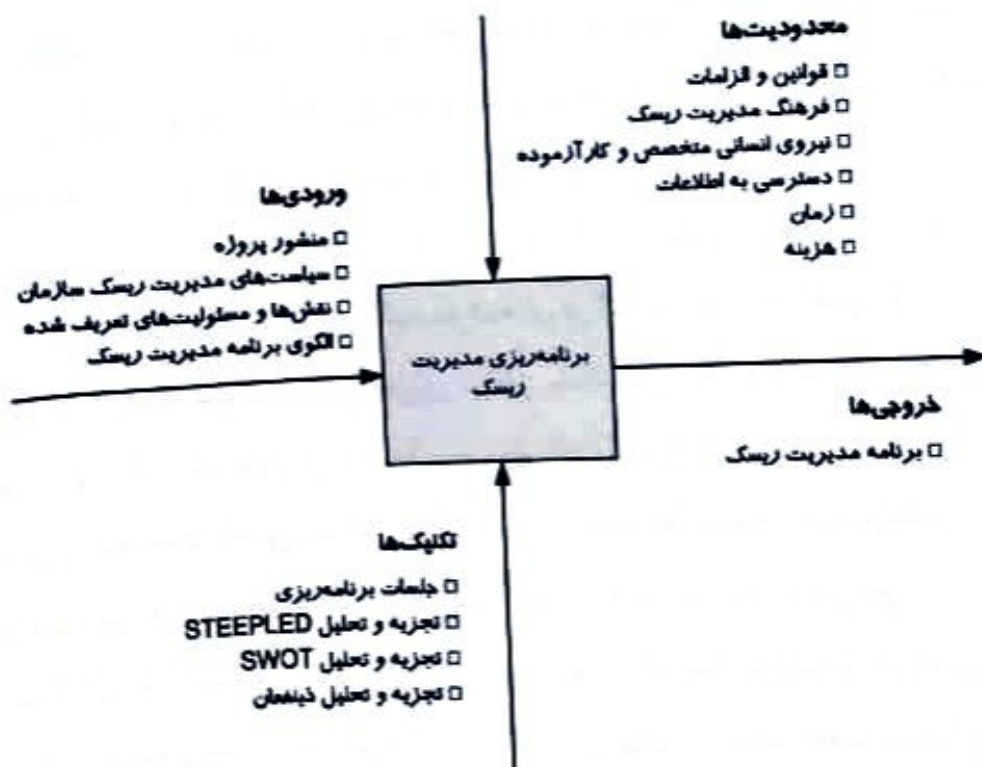 محدودیت‌ها
□ قوانین و الزامات
□ فرهنگ مدیریت ریسک
□ نیروی انسانی متخصص و کارآزموده
□ دسترسی به اطلاعات
□ زمان
□ هزینه
ورودی‌ها
□ منشور پروژه
□ سیاست‌های مدیریت ریسک سازمان
□ نقش‌ها و مسئولیت‌های تعریف شده
□ الگوی برنامه مدیریت ریسک
برنامه‌ریزی مدیریت
ریسک
خروجی‌ها
□ برنامه مدیریت ریسک
تکنیک‌ها
□ جلسات برنامه‌ریزی
□ تجزیه و تحلیل STEEPLED
□ تجزیه و تحلیل SWOT
□ تجزیه و تحلیل ذینفعان